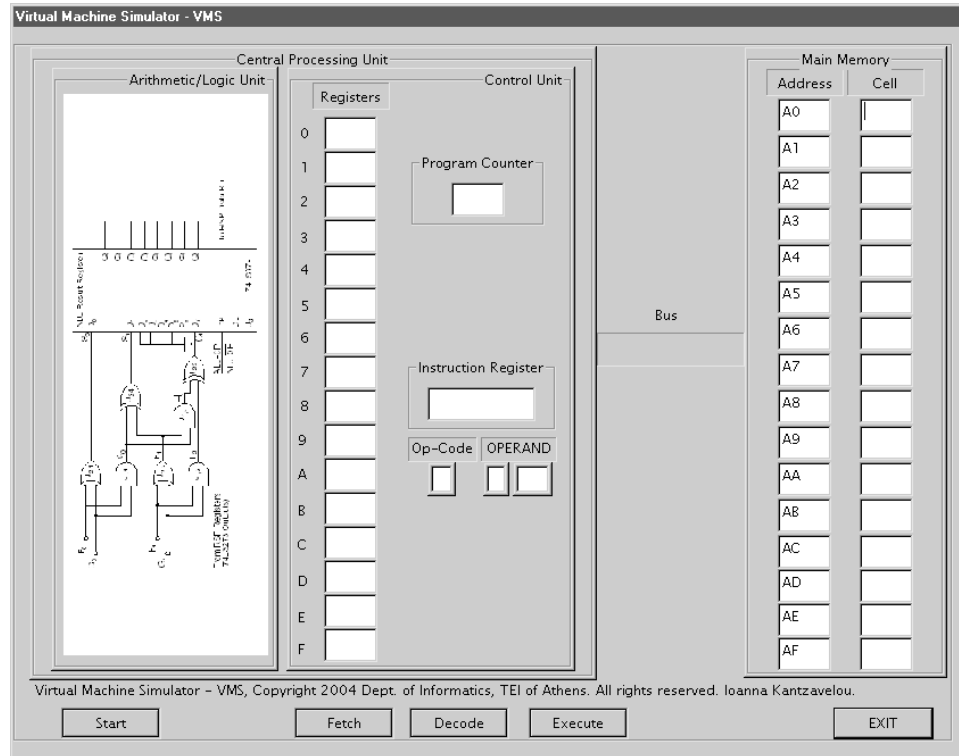 Virtual Machine Simulator - VMS
Central Processing Unit
Main Memory
Arithmetic/Logic Unit
Control Unit
Registers
Address Cell
0
1
2
3
4
5
6
7
8
9
A
B
C
D
E
F
Program Counter
Instruction Register
Op-Code OPERAND
Bus
A0
A1
A2
A3
A4
A5
A6
A7
A8
A9
AA
AB
AC
AD
AE
AF
Virtual Machine Simulator - VMS, Copyright 2004 Dept. of Informatics, TEI of Athens. All rights reserved. Ioanna Kantzavelou.
Start Fetch Decode Execute EXIT